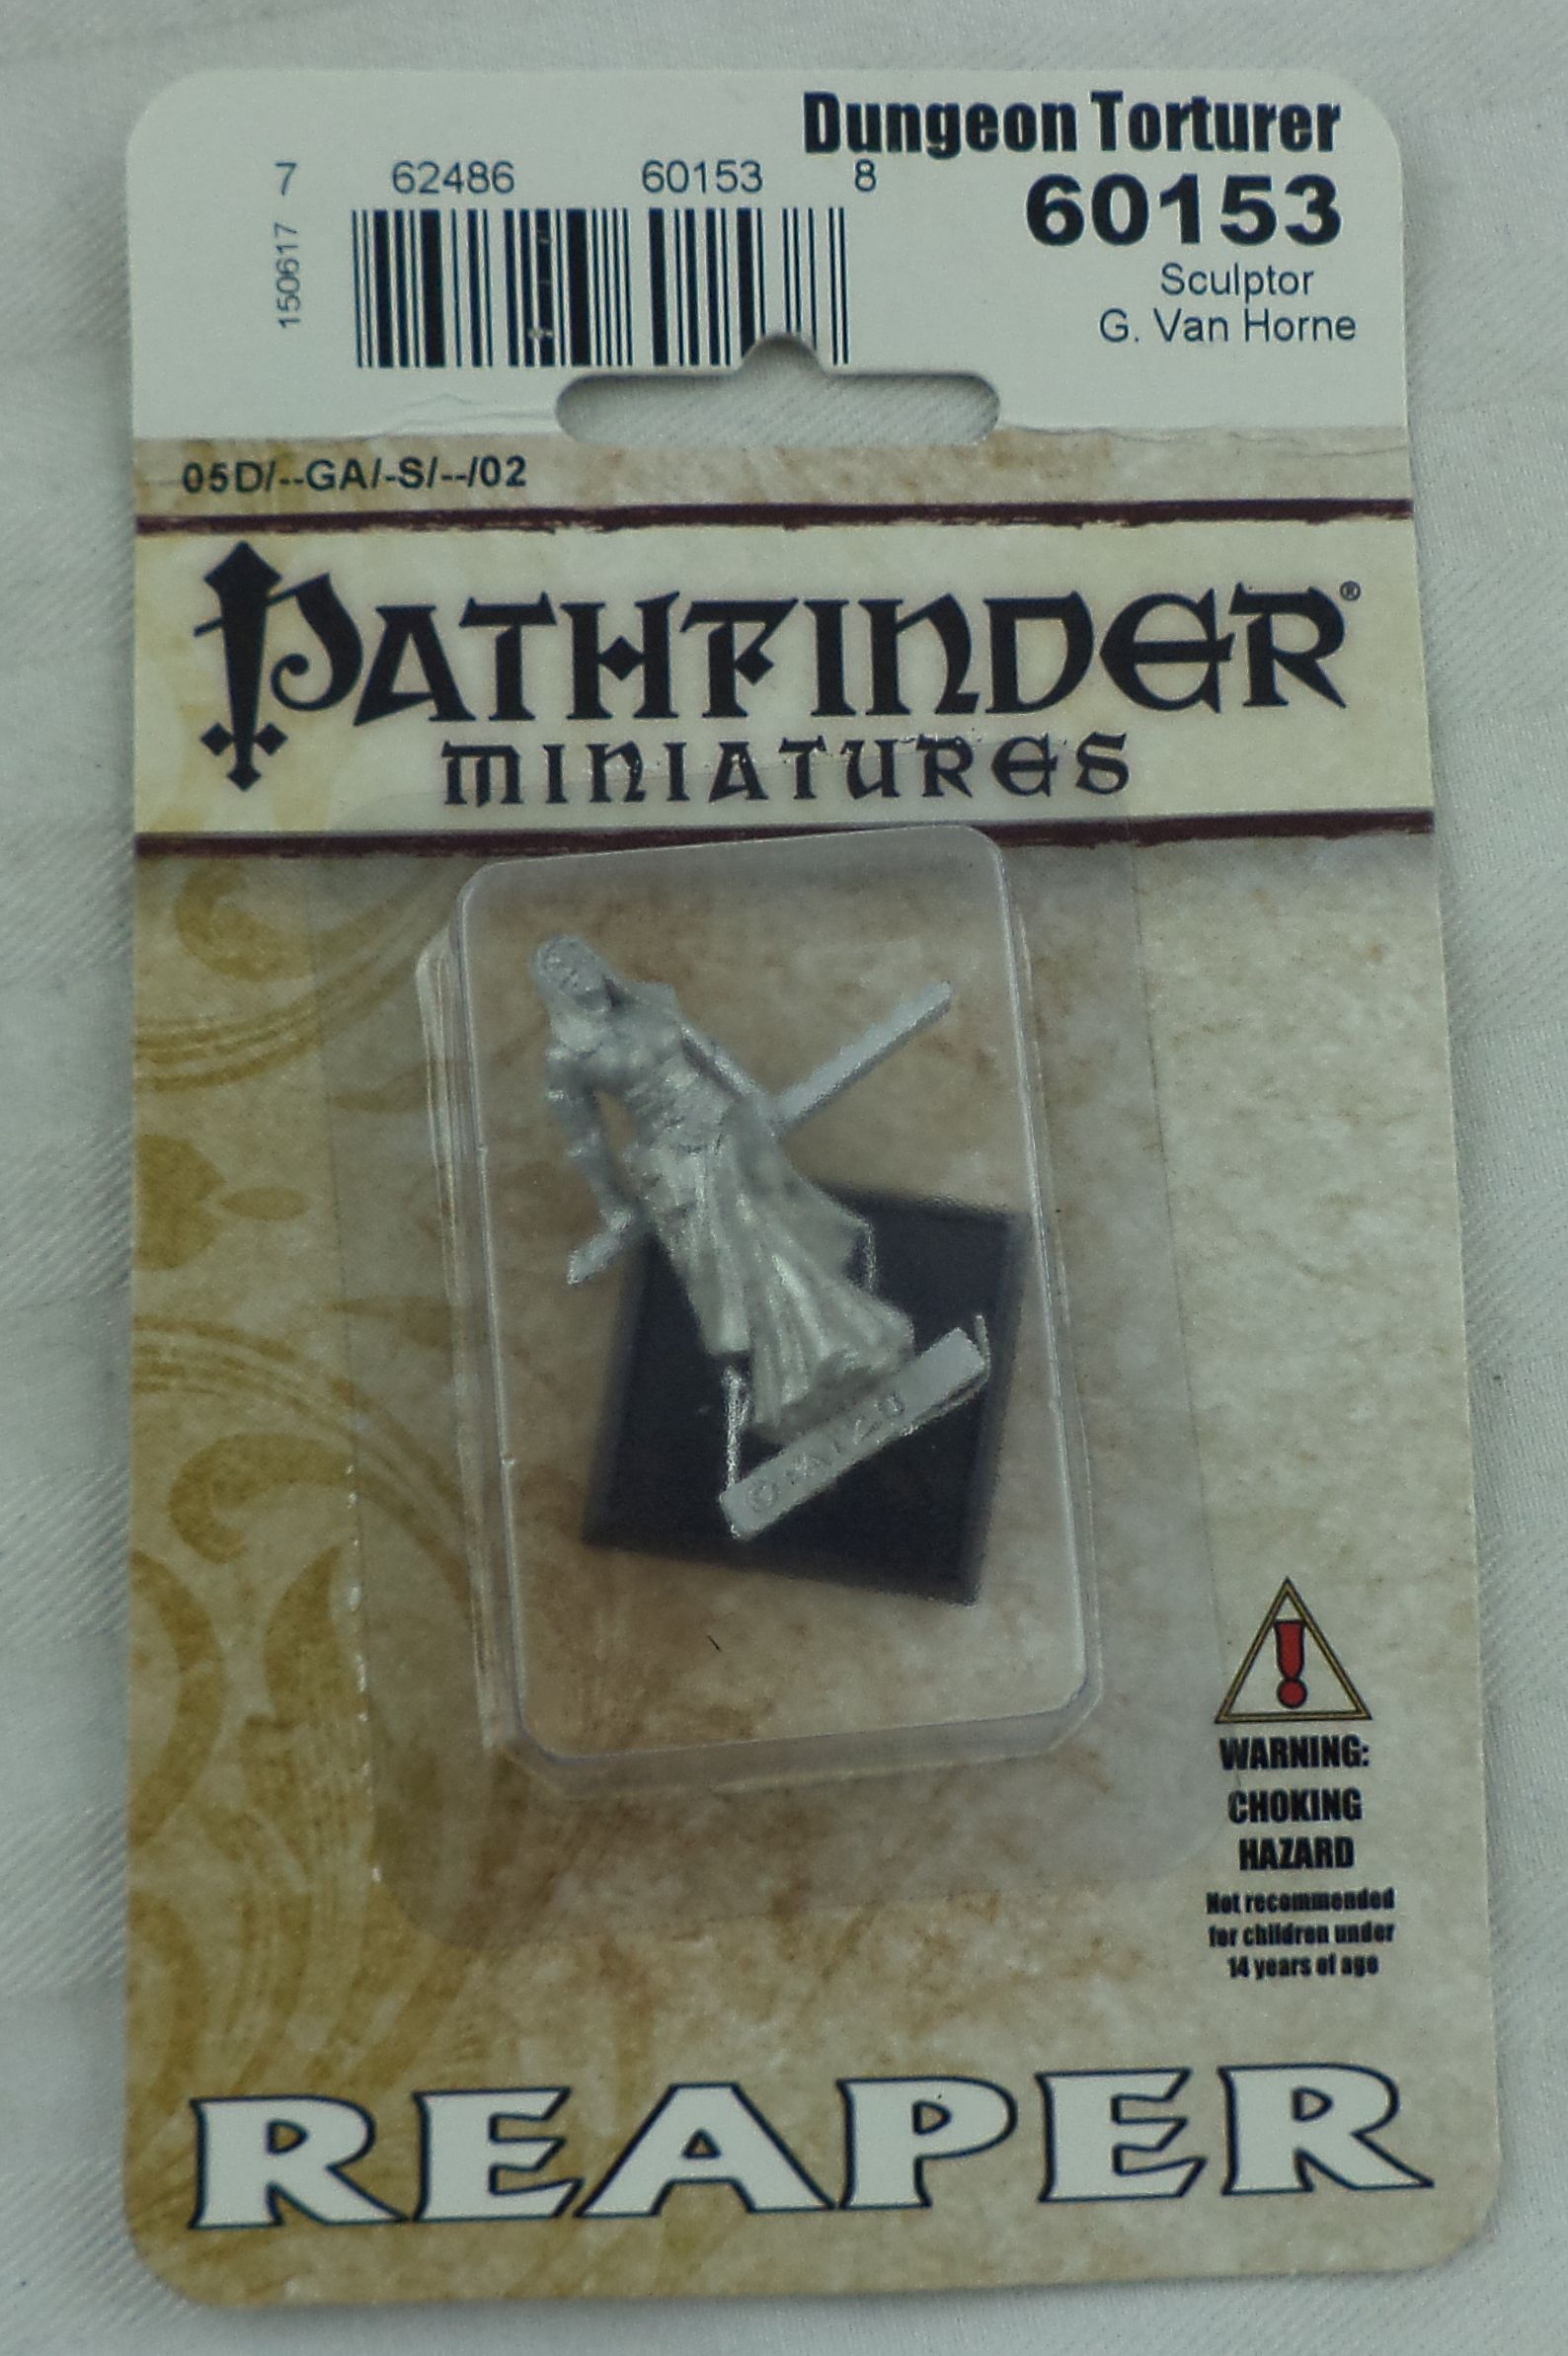 Dungeon Torturer
7 62486 60153 8
60153
150617
Sculptor
G. Van Horne
05D/--GA/-S/--/02
PATHFINDER®
MINIATURES
WARNING:
CHOKING
HAZARD
Not recommended
for children under
14 years of age
REAPER